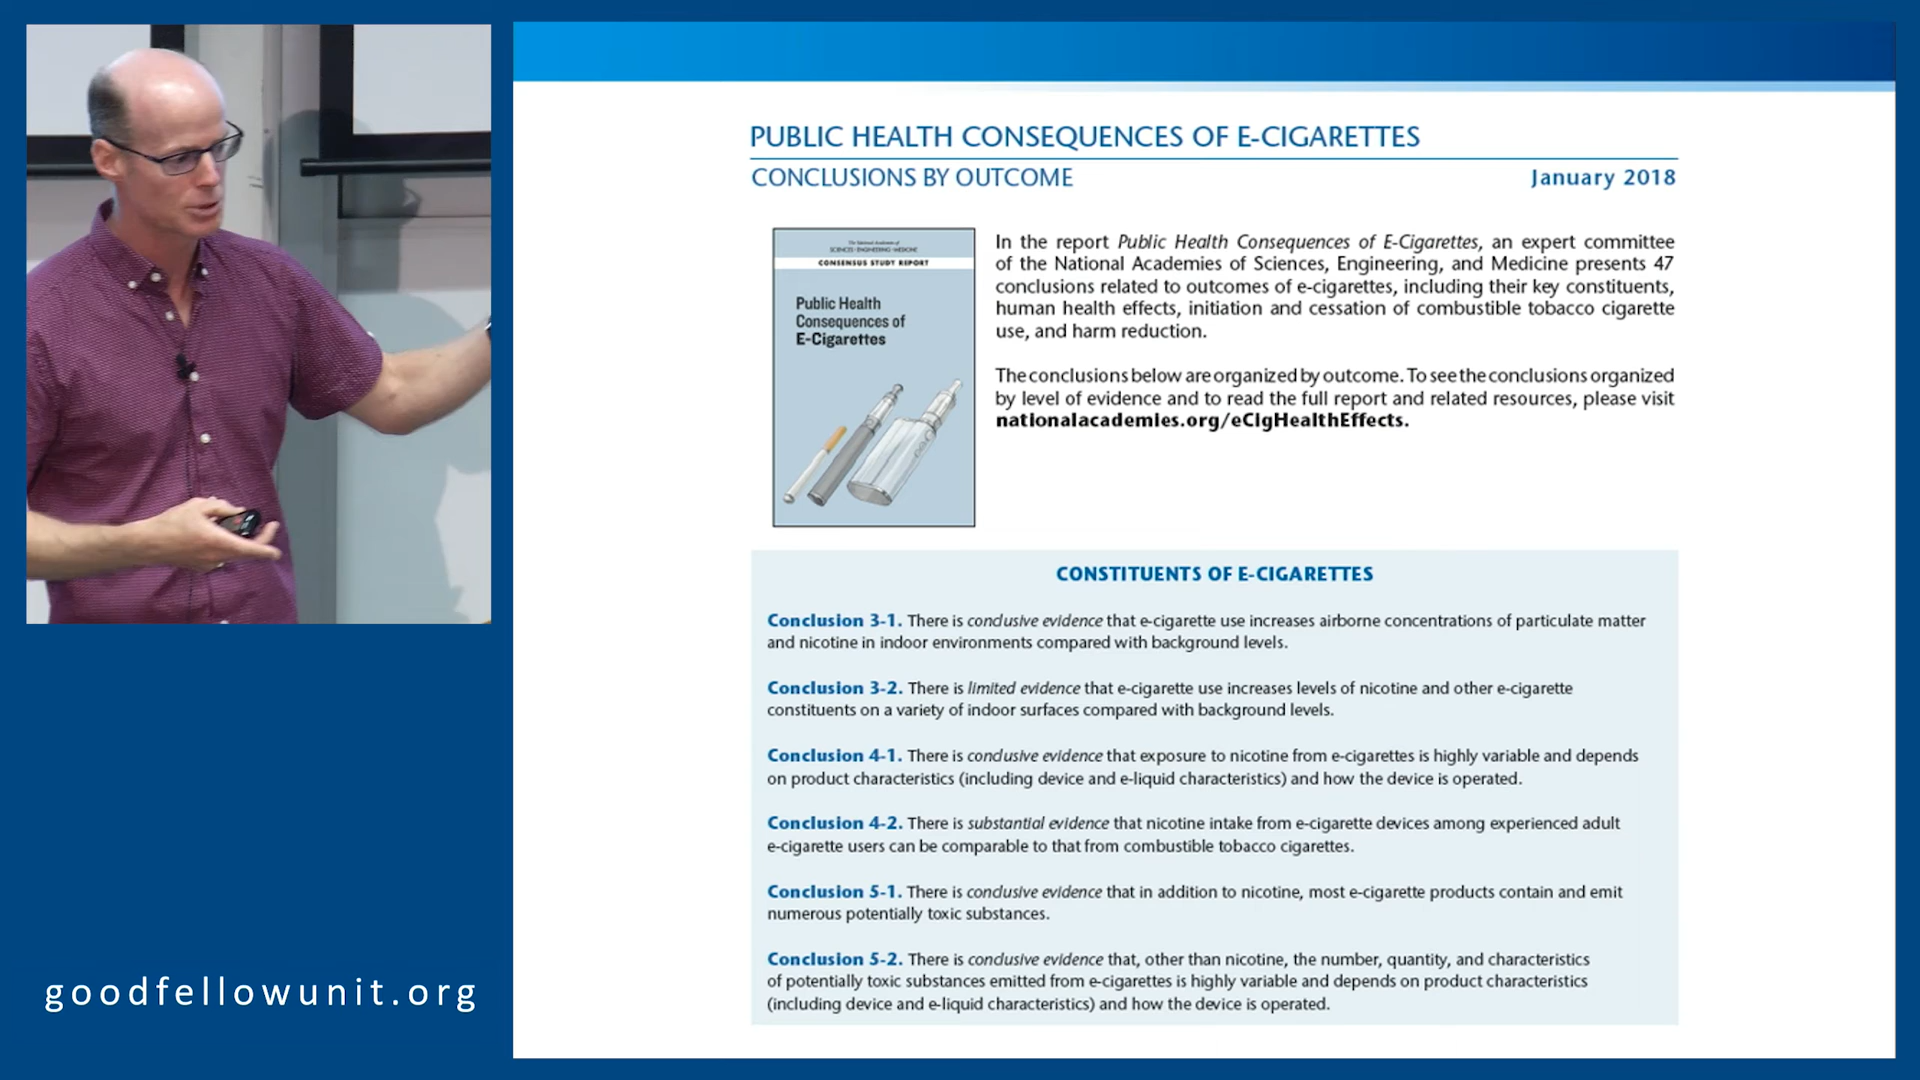 PUBLIC HEALTH CONSEQUENCES OF E-CIGARETTES
CONCLUSIONS BY OUTCOME
January 2018
The National Academies of
SCIENCES · ENGINEERING · MEDICINE
CONSENSUS STUDY REPORT
Public Health
Consequences of
E-Cigarettes
In the report Public Health Consequences of E-Cigarettes, an expert committee
of the National Academies of Sciences, Engineering, and Medicine presents 47
conclusions related to outcomes of e-cigarettes, including their key constituents,
human health effects, initiation and cessation of combustible tobacco cigarette
use, and harm reduction.
The conclusions below are organized by outcome. To see the conclusions organized
by level of evidence and to read the full report and related resources, please visit
nationalacademies.org/eCigHealthEffects.
CONSTITUENTS OF E-CIGARETTES
Conclusion 3-1. There is conclusive evidence that e-cigarette use increases airborne concentrations of particulate matter
and nicotine in indoor environments compared with background levels.
Conclusion 3-2. There is limited evidence that e-cigarette use increases levels of nicotine and other e-cigarette
constituents on a variety of indoor surfaces compared with background levels.
Conclusion 4-1. There is conclusive evidence that exposure to nicotine from e-cigarettes is highly variable and depends
on product characteristics (including device and e-liquid characteristics) and how the device is operated.
Conclusion 4-2. There is substantial evidence that nicotine intake from e-cigarette devices among experienced adult
e-cigarette users can be comparable to that from combustible tobacco cigarettes.
Conclusion 5-1. There is conclusive evidence that in addition to nicotine, most e-cigarette products contain and emit
numerous potentially toxic substances.
Conclusion 5-2. There is conclusive evidence that, other than nicotine, the number, quantity, and characteristics
of potentially toxic substances emitted from e-cigarettes is highly variable and depends on product characteristics
(including device and e-liquid characteristics) and how the device is operated.
goodfellowunit.org